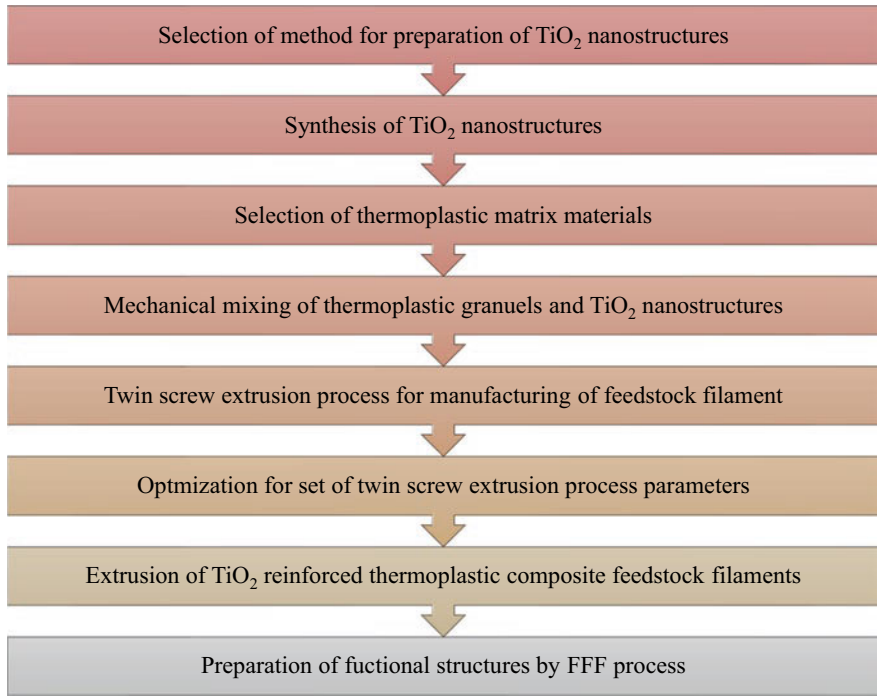 Selection of method for preparation of TiO₂ nanostructures
Synthesis of TiO₂ nanostructures
Selection of thermoplastic matrix materials
Mechanical mixing of thermoplastic granuels and TiO₂ nanostructures
Twin screw extrusion process for manufacturing of feedstock filament
Optmization for set of twin screw extrusion process parameters
Extrusion of TiO₂ reinforced thermoplastic composite feedstock filaments
Preparation of fuctional structures by FFF process